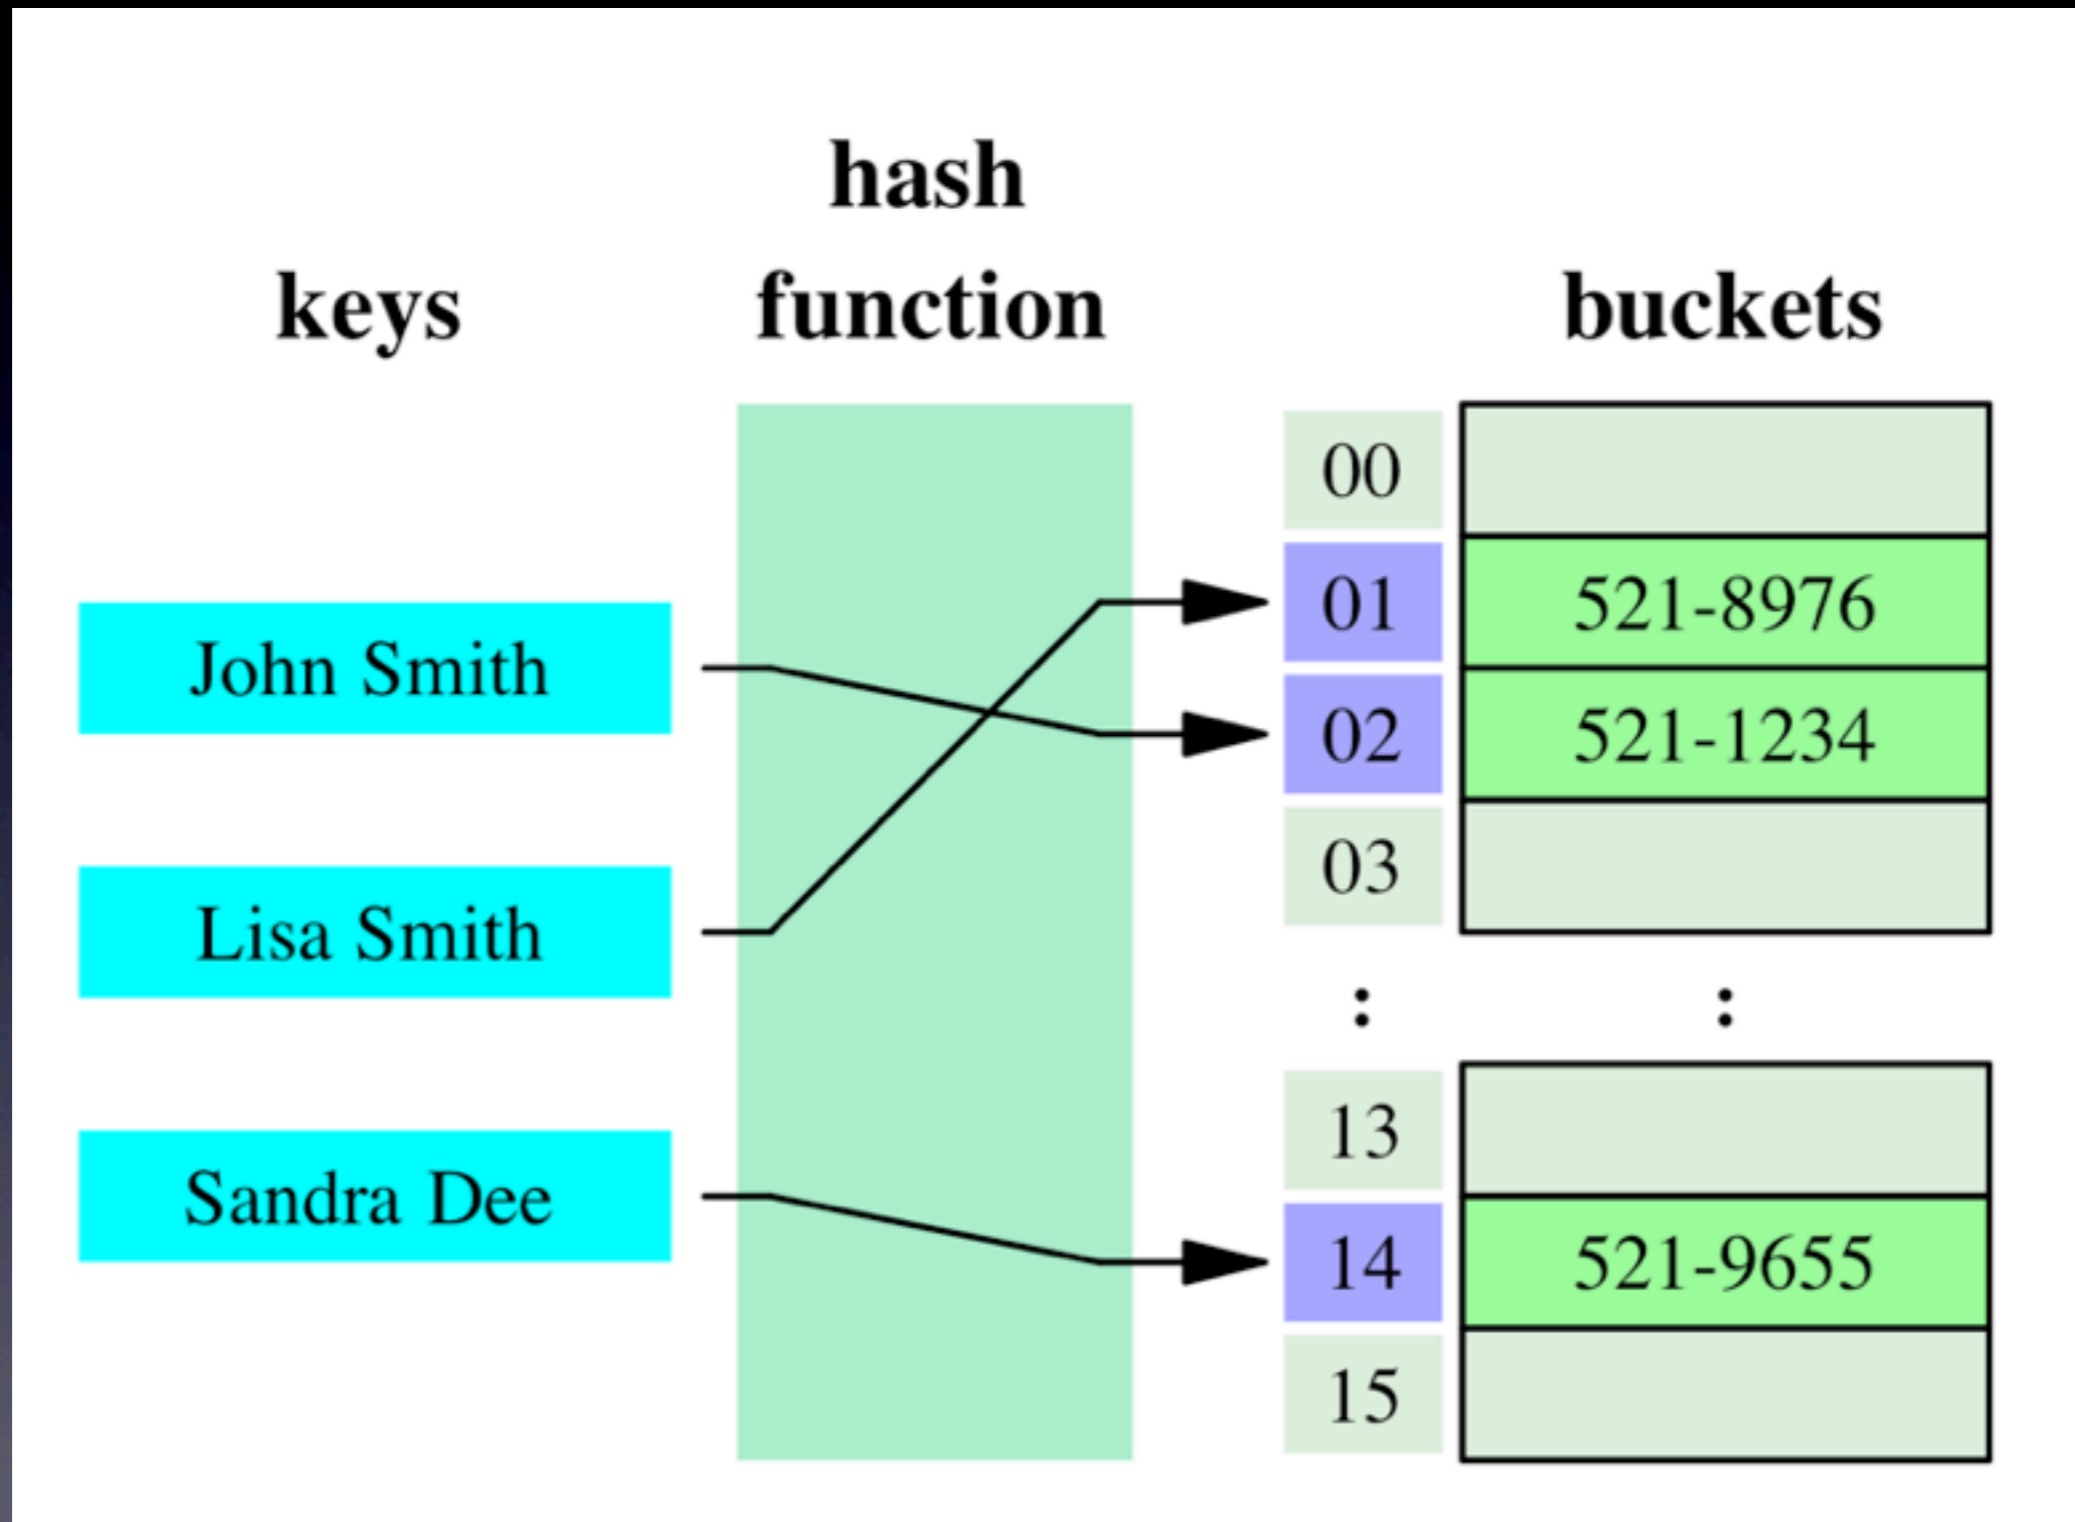 hash
keys function buckets
00
01 521-8976
John Smith
02 521-1234
03
Lisa Smith
: :
13
Sandra Dee
14 521-9655
15